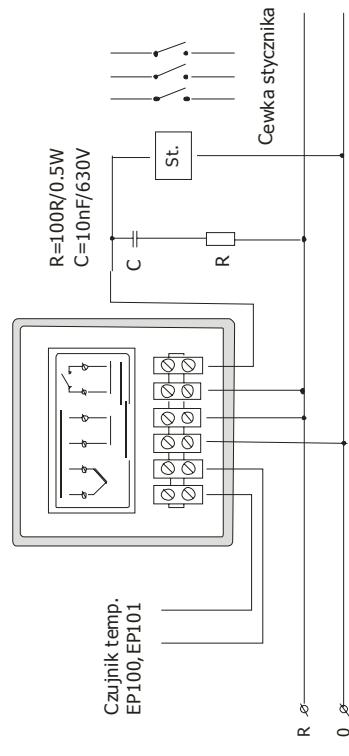 R=100R/0.5W
C=10nF/630V
C
R
St.
Cewka stycznika
Czujnik temp.
EP100,EP101
R
0